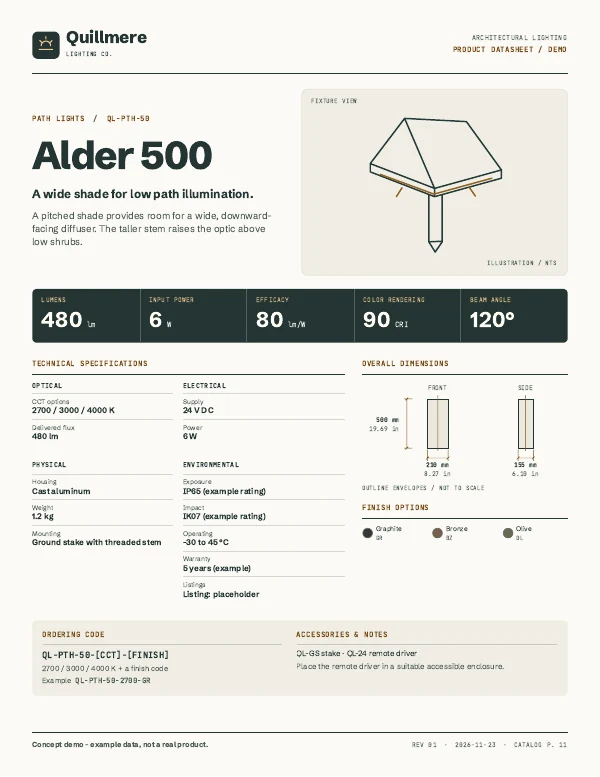 Quillmere
LIGHTING CO.
ARCHITECTURAL LIGHTING
PRODUCT DATASHEET / DEMO
PATH LIGHTS / QL-PTH-50
Alder 500
A wide shade for low path illumination.
A pitched shade provides room for a wide, downward-
facing diffuser. The taller stem raises the optic above
low shrubs.
FIXTURE VIEW
ILLUSTRATION / NTS
LUMENS
480 lm
INPUT POWER
6 W
EFFICACY
80 lm/W
COLOR RENDERING
90 CRI
BEAM ANGLE
120°
TECHNICAL SPECIFICATIONS
OPTICAL
CCT options
2700 / 3000 / 4000 K
Delivered flux
480 lm
ELECTRICAL
Supply
24 V DC
Power
6 W
PHYSICAL
Housing
Cast aluminum
Weight
1.2 kg
Mounting
Ground stake with threaded stem
ENVIRONMENTAL
Exposure
IP65 (example rating)
Impact
IK07 (example rating)
Operating
-30 to 45 °C
Warranty
5 years (example)
Listings
Listing: placeholder
OVERALL DIMENSIONS
FRONT
SIDE
500 mm
19.69 in
210 mm
8.27 in
155 mm
6.10 in
OUTLINE ENVELOPES / NOT TO SCALE
FINISH OPTIONS
Graphite
GR
Bronze
BZ
Olive
OL
ORDERING CODE
QL-PTH-50-[CCT]-[FINISH]
2700 / 3000 / 4000 K + a finish code
Example QL-PTH-50-2700-GR
ACCESSORIES & NOTES
QL-GS stake · QL-24 remote driver
Place the remote driver in a suitable accessible enclosure.
Concept demo - example data, not a real product.
REV 01 · 2026-11-23 · CATALOG P. 11